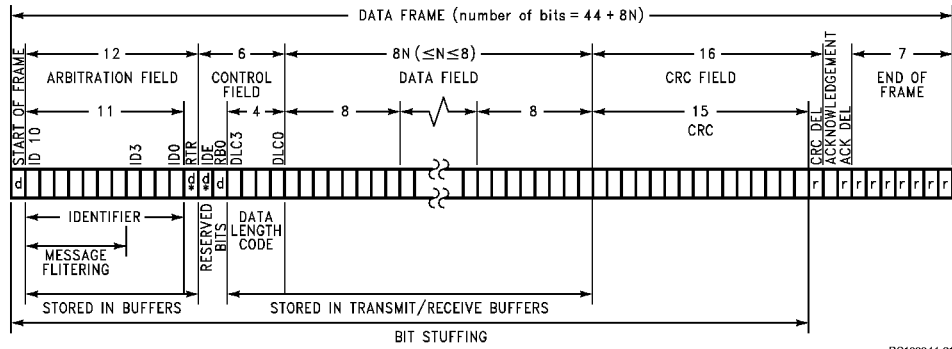 DATA FRAME (number of bits = 44 + 8N)
12
ARBITRATION FIELD
6
CONTROL
FIELD
8N (≤N≤8)
DATA FIELD
16
CRC FIELD
7
END OF
FRAME
11
4
8
8
15
CRC
START OF FRAME
ID 10
ID3
ID0
RTR
IDE
RB0
DLC3
DLC0
CRC DEL
ACKNOWLEDGEMENT
ACK DEL
d
*d
*d
d
r
r
r
r
r
r
r
r
r
IDENTIFIER
MESSAGE
FLITERING
RESERVED
BITS
DATA
LENGTH
CODE
STORED IN BUFFERS
STORED IN TRANSMIT/RECEIVE BUFFERS
BIT STUFFING